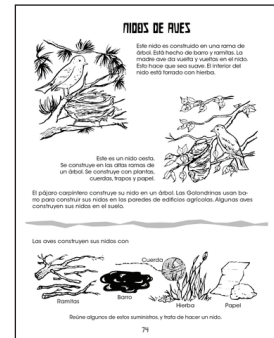 NIDOS DE AVES
Este nido es construido en una rama de
árbol. Está hecho de barro y ramitas. La
madre ave da vuelta y vueltas en el nido.
Esto hace que sea suave. El interior del
nido está forrado con hierba.
Este es un nido cesta.
Se construye en las altas ramas de
un árbol. Se construye con plantas,
cuerdas, trapos y papel.
El pájaro carpintero construye su nido en un árbol. Las Golondrinas usan ba-
rro para construir sus nidos en las paredes de edificios agrícolas. Algunas aves
construyen sus nidos en el suelo.
Las aves construyen sus nidos con
Cuerda
Ramitas
Barro
Hierba
Papel
Reúne algunos de estos suministros, y trata de hacer un nido.
74